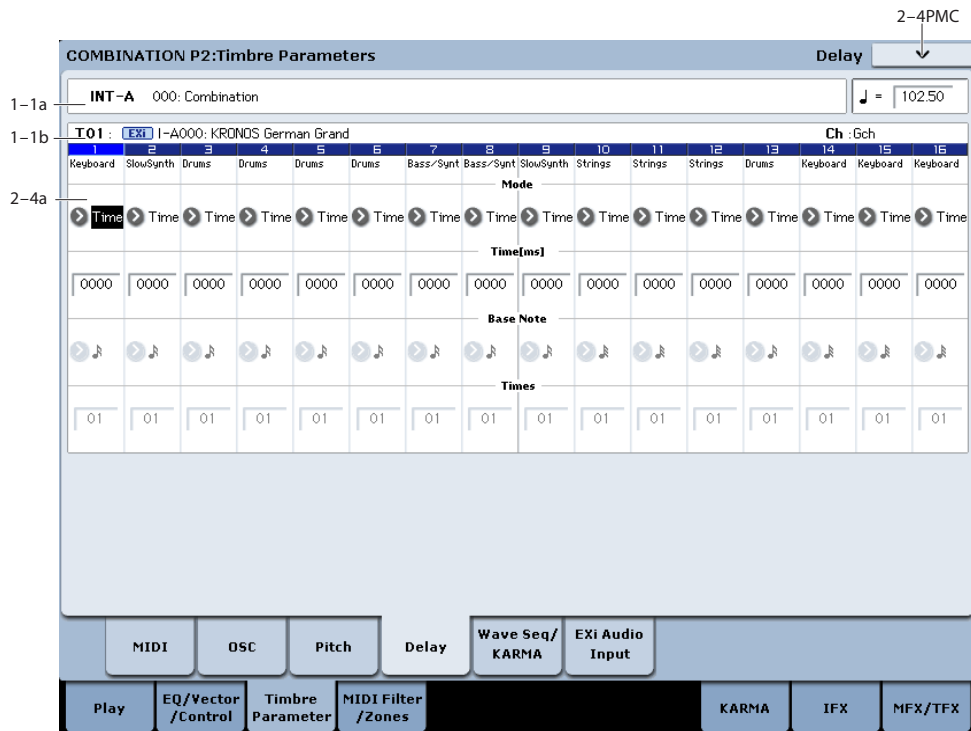 2–4PMC
COMBINATION P2:Timbre Parameters Delay
1–1a INT-A 000: Combination ♩ = 102.50
1–1b T01 : EXi I-A000: KRONOS German Grand Ch :Gch
1 2 3 4 5 6 7 8 9 10 11 12 13 14 15 16
Keyboard SlowSynth Drums Drums Drums Drums Bass/Synt Bass/Synt SlowSynth Strings Strings Strings Drums Keyboard Keyboard Keyboard
Mode
2–4a Time Time Time Time Time Time Time Time Time Time Time Time Time Time Time Time
Time[ms]
0000 0000 0000 0000 0000 0000 0000 0000 0000 0000 0000 0000 0000 0000 0000 0000
Base Note
Times
01 01 01 01 01 01 01 01 01 01 01 01 01 01 01 01
MIDI OSC Pitch Delay Wave Seq/ KARMA EXi Audio Input
Play EQ/Vector /Control Timbre Parameter MIDI Filter /Zones KARMA IFX MFX/TFX